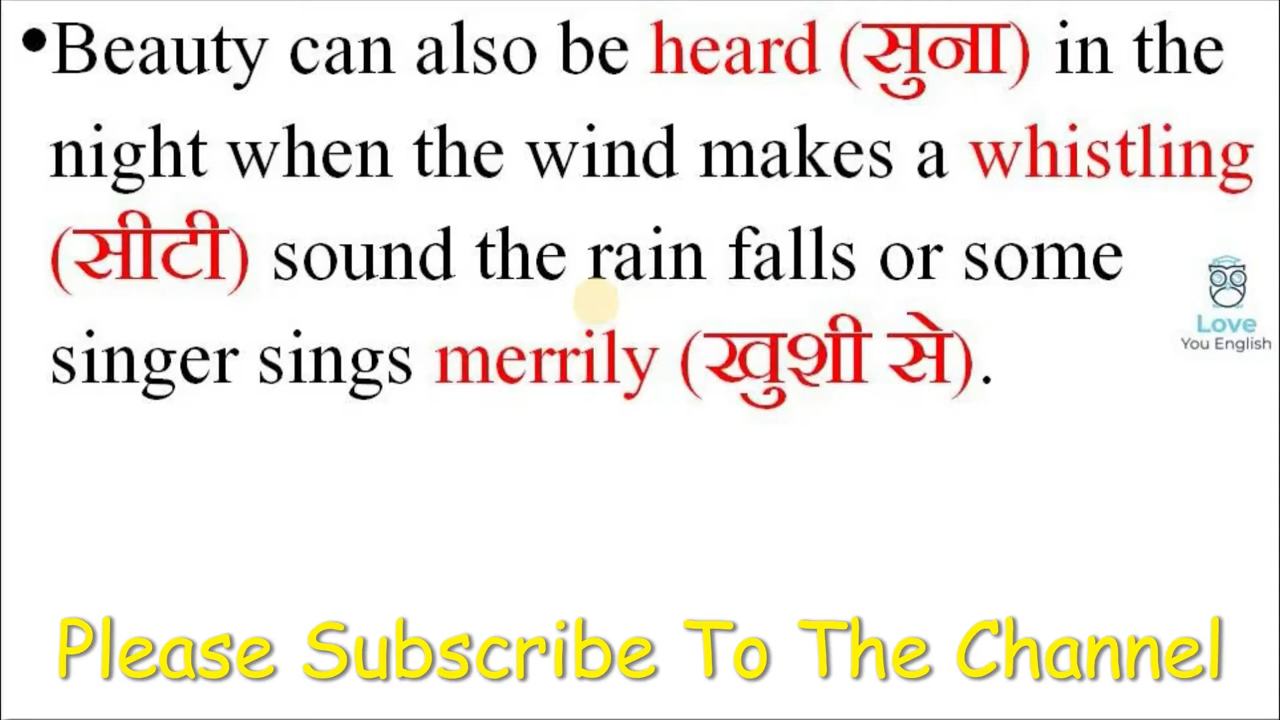 •Beauty can also be heard (सुना) in the
night when the wind makes a whistling
(सीटी) sound the rain falls or some
singer sings merrily (खुशी से).
Love
You English
Please Subscribe To The Channel